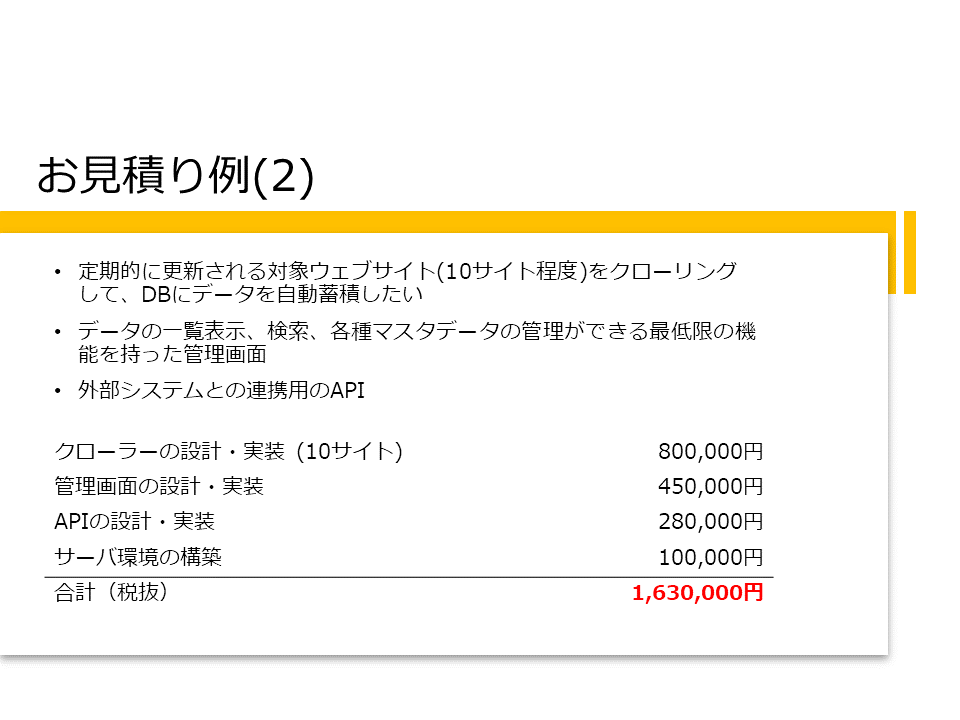 お見積り例(2)
• 定期的に更新される対象ウェブサイト(10サイト程度)をクローリング
して、DBにデータを自動蓄積したい
• データの一覧表示、検索、各種マスタデータの管理ができる最低限の機
能を持った管理画面
• 外部システムとの連携用のAPI
クローラーの設計・実装 (10サイト) 800,000円
管理画面の設計・実装 450,000円
APIの設計・実装 280,000円
サーバ環境の構築 100,000円
合計（税抜） 1,630,000円